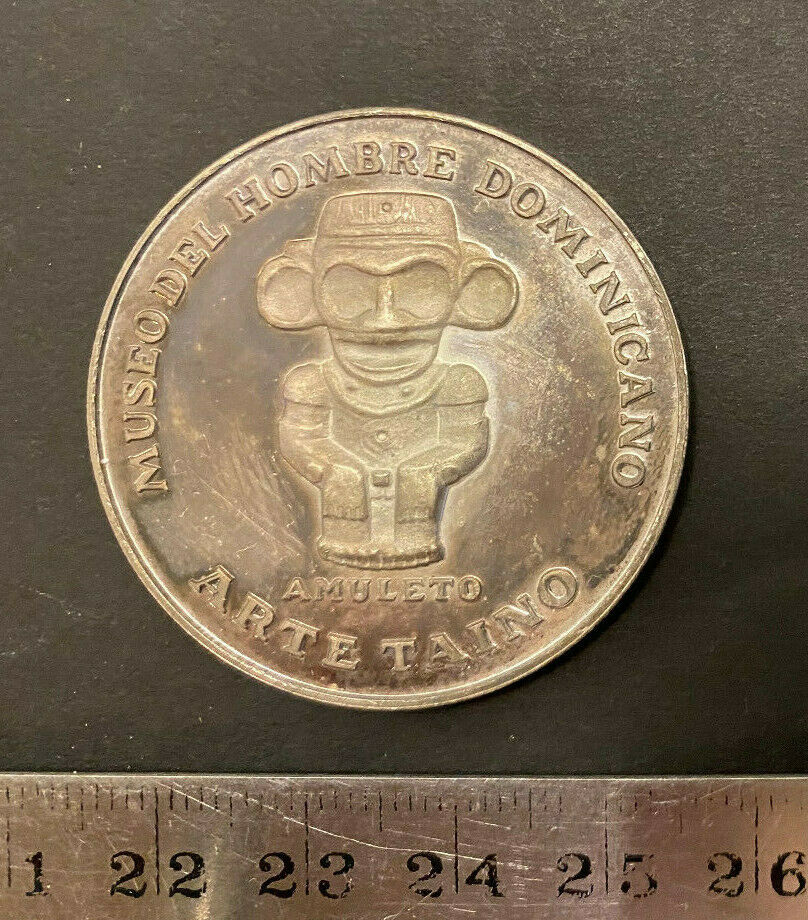 MUSEO DEL HOMBRE DOMINICANO
AMULETO
ARTE TAINO
1 22 23 24 25 26